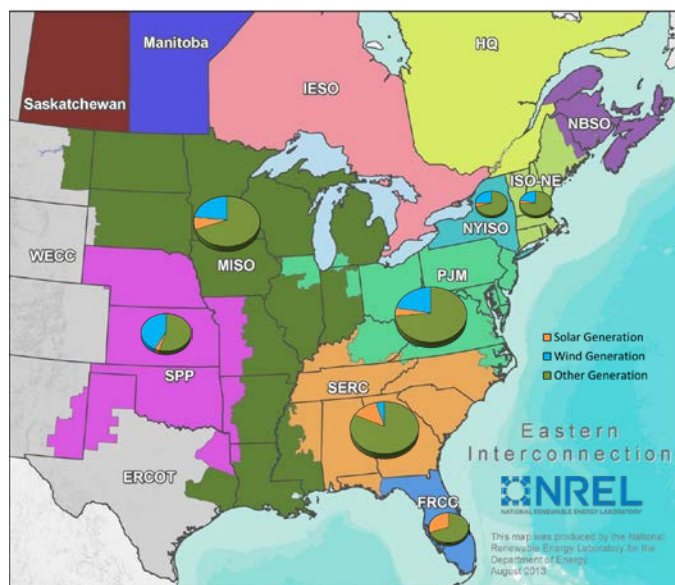 Manitoba
HQ
Saskatchewan
IESO
NBSO
ISO-NE
NYISO
WECC
MISO
PJM
Solar Generation
Wind Generation
Other Generation
SPP
SERC
Eastern
Interconnection
ERCOT
NREL
NATIONAL RENEWABLE ENERGY LABORATORY
FRCC
This map was produced by the National
Renewable Energy Laboratory for the
Department of Energy
August 2013